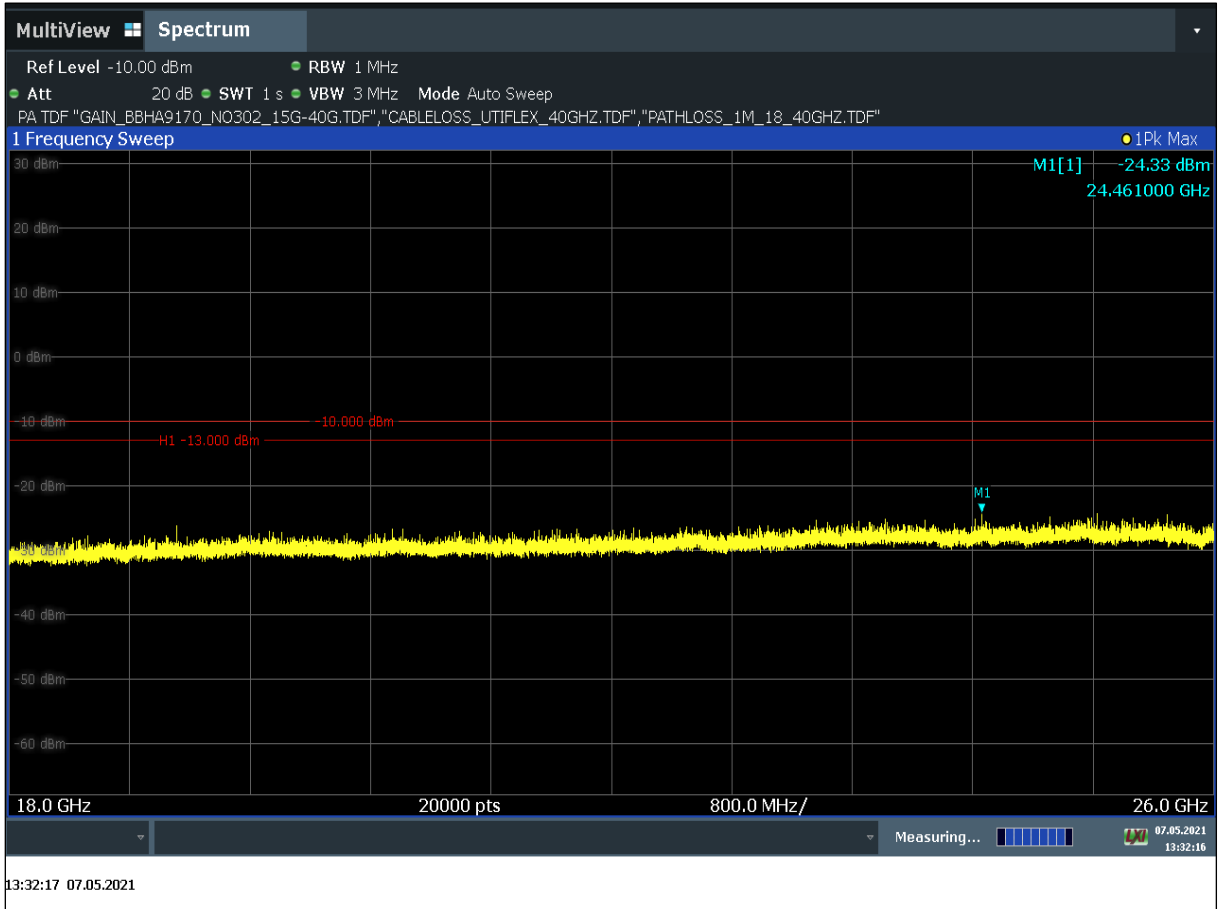 MultiView Spectrum
Ref Level -10.00 dBm RBW 1 MHz
Att 20 dB SWT 1 s VBW 3 MHz Mode Auto Sweep
PA TDF "GAIN_BBHA9170_NO302_15G-40G.TDF","CABLELOSS_UTIFLEX_40GHZ.TDF","PATHLOSS_1M_18_40GHZ.TDF"
1 Frequency Sweep 1Pk Max
30 dBm M1[1] -24.33 dBm
24.461000 GHz
20 dBm
10 dBm
0 dBm
-10 dBm -10.000 dBm
H1 -13.000 dBm
-20 dBm
M1
-30 dBm
-40 dBm
-50 dBm
-60 dBm
18.0 GHz 20000 pts 800.0 MHz/ 26.0 GHz
Measuring... LXI 07.05.2021
13:32:16
13:32:17 07.05.2021